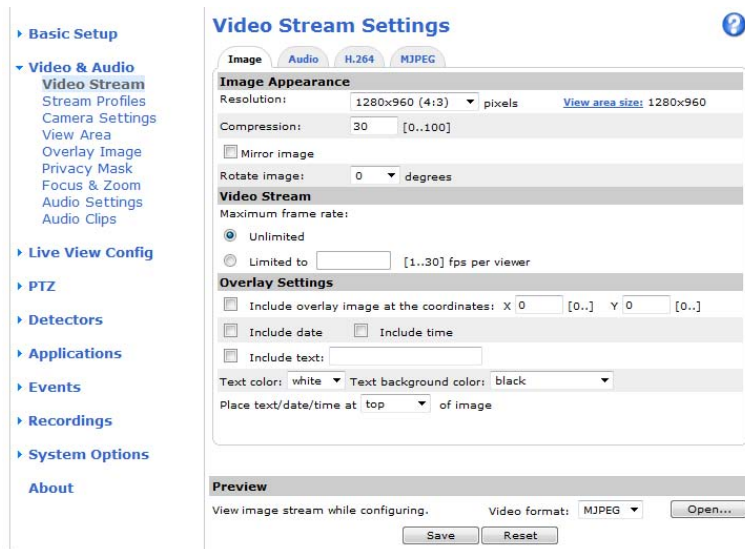 Basic Setup
Video & Audio
Video Stream
Stream Profiles
Camera Settings
View Area
Overlay Image
Privacy Mask
Focus & Zoom
Audio Settings
Audio Clips
Live View Config
PTZ
Detectors
Applications
Events
Recordings
System Options
About
Video Stream Settings
?
Image Audio H.264 MJPEG
Image Appearance
Resolution: 1280x960 (4:3) pixels View area size: 1280x960
Compression: 30 [0..100]
Mirror image
Rotate image: 0 degrees
Video Stream
Maximum frame rate:
Unlimited
Limited to [1..30] fps per viewer
Overlay Settings
Include overlay image at the coordinates: X 0 [0..] Y 0 [0..]
Include date Include time
Include text:
Text color: white Text background color: black
Place text/date/time at top of image
Preview
View image stream while configuring. Video format: MJPEG Open...
Save Reset